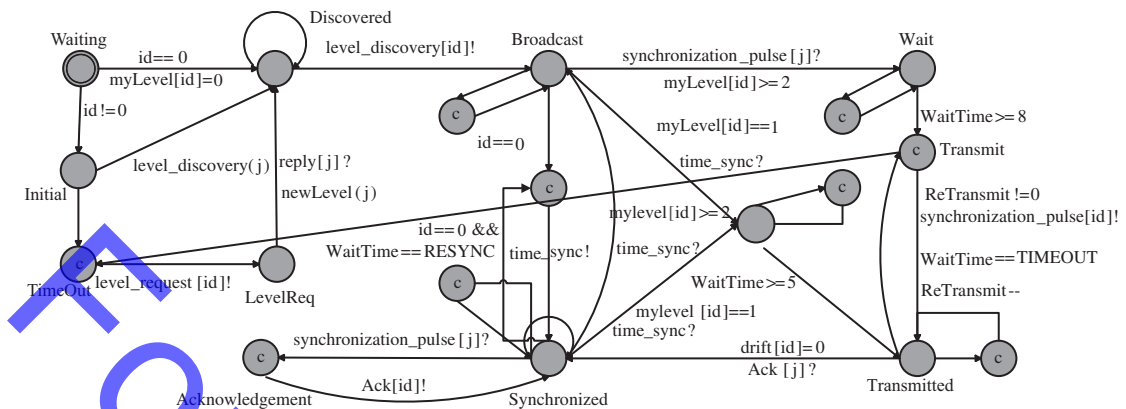 Discovered
Waiting
id== 0
myLevel[id]=0
level_discovery[id]!
Broadcast
synchronization_pulse[j]?
myLevel[id]>=2
Wait
id!=0
c
c
WaitTime>=8
id==0
myLevel[id]==1
c
Transmit
level_discovery(j)
reply[j]?
time_sync?
Initial
newLevel(j)
c
c
ReTransmit !=0
synchronization_pulse[id]!
mylevel[id]>=2
id==0 &&
WaitTime==RESYNC
time_sync!
time_sync?
WaitTime==TIMEOUT
c
TimeOut
level_request [id]!
LevelReq
c
WaitTime>=5
ReTransmit--
mylevel [id]==1
time_sync?
synchronization_pulse[j]?
drift[id]=0
Ack [j]?
c
c
Ack[id]!
Acknowledgement
Synchronized
Transmitted